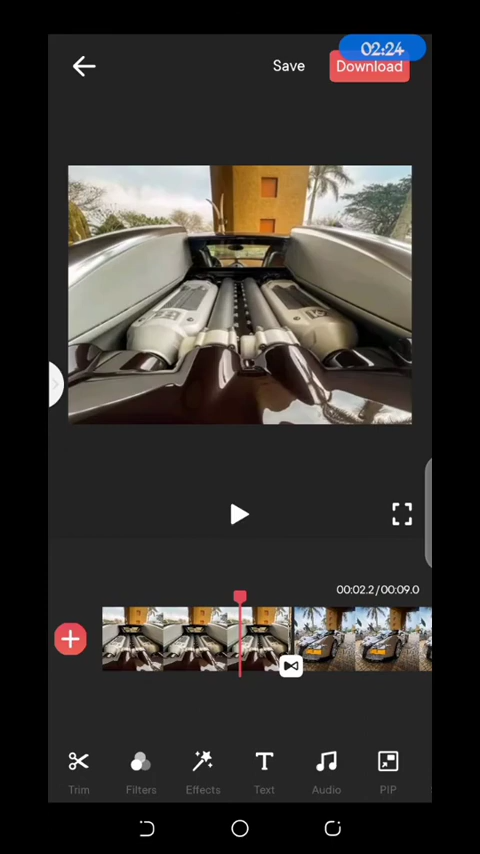 02:24
Save
Download
00:02.2/00:09.0
Trim
Filters
Effects
Text
Audio
PIP